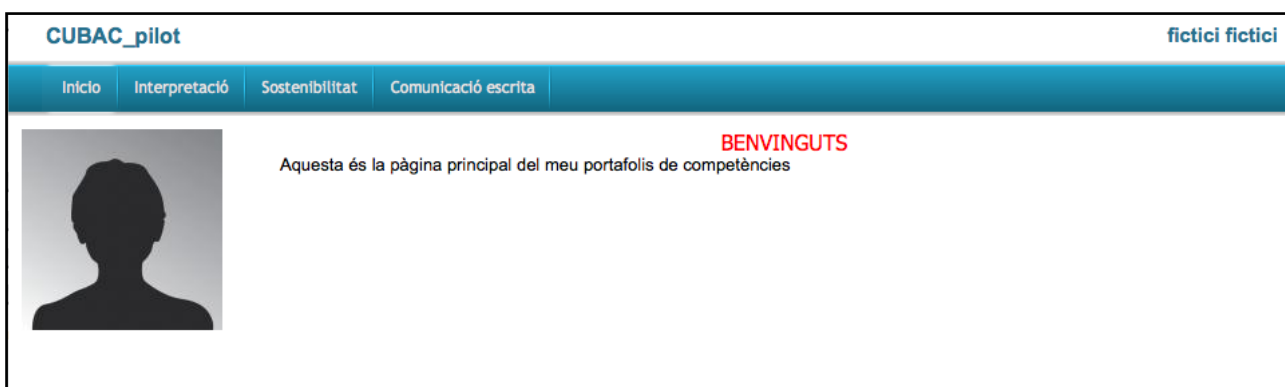 CUBAC_pilot fictici fictici
Inicio Interpretació Sostenibilitat Comunicació escrita
BENVINGUTS
Aquesta és la pàgina principal del meu portafolis de competències